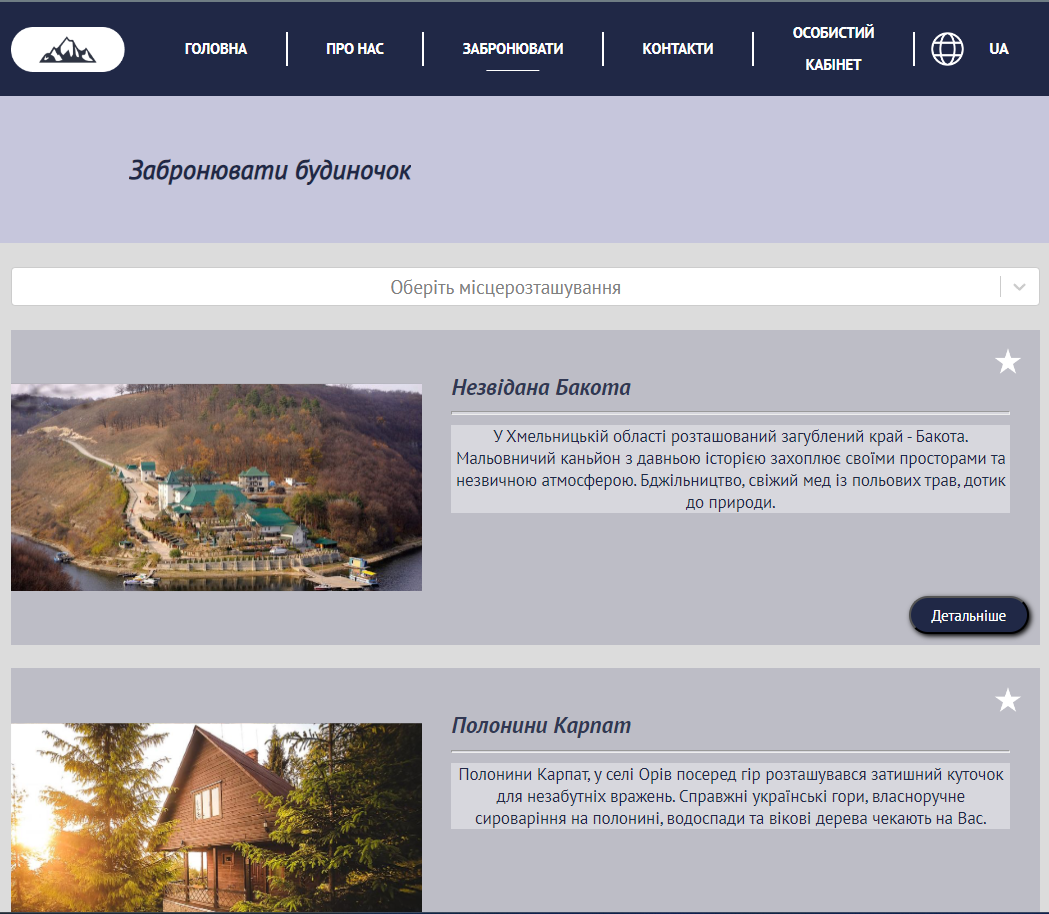 ГОЛОВНА
ПРО НАС
ЗАБРОНЮВАТИ
КОНТАКТИ
ОСОБИСТИЙ
КАБІНЕТ
UA
Забронювати будиночок
Оберіть місцерозташування
Незвідана Бакота
У Хмельницькій області розташований загублений край - Бакота.
Мальовничий каньйон з давньою історією захоплює своїми просторами та
незвичною атмосферою. Бджільництво, свіжий мед із польових трав, дотик
до природи.
Детальніше
Полонини Карпат
Полонини Карпат, у селі Орів посеред гір розташувався затишний куточок
для незабутніх вражень. Справжні українські гори, власноручне
сироваріння на полонині, водоспади та вікові дерева чекають на Вас.